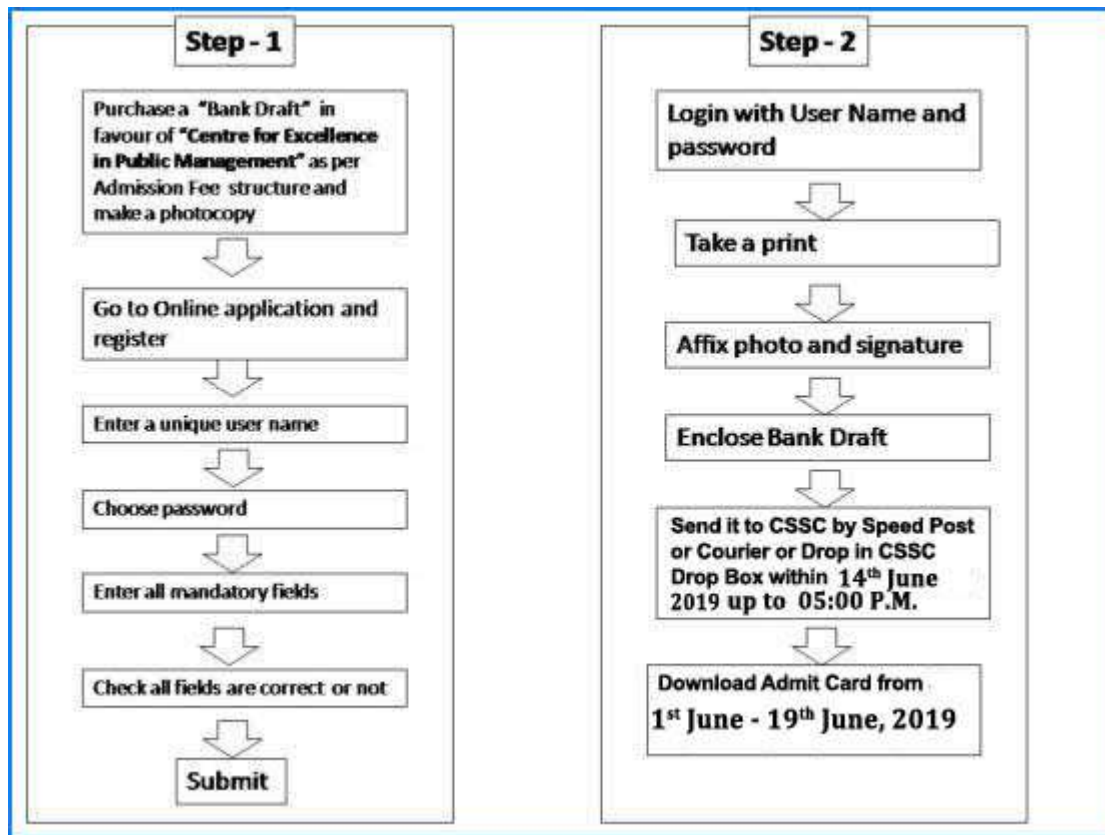 Step - 1
Purchase a "Bank Draft" in
favour of "Centre for Excellence
in Public Management" as per
Admission Fee structure and
make a photocopy
Go to Online application and
register
Enter a unique user name
Choose password
Enter all mandatory fields
Check all fields are correct or not
Submit
Step - 2
Login with User Name and
password
Take a print
Affix photo and signature
Enclose Bank Draft
Send it to CSSC by Speed Post
or Courier or Drop in CSSC
Drop Box within 14th June
2019 up to 05:00 P.M.
Download Admit Card from
1st June - 19th June, 2019